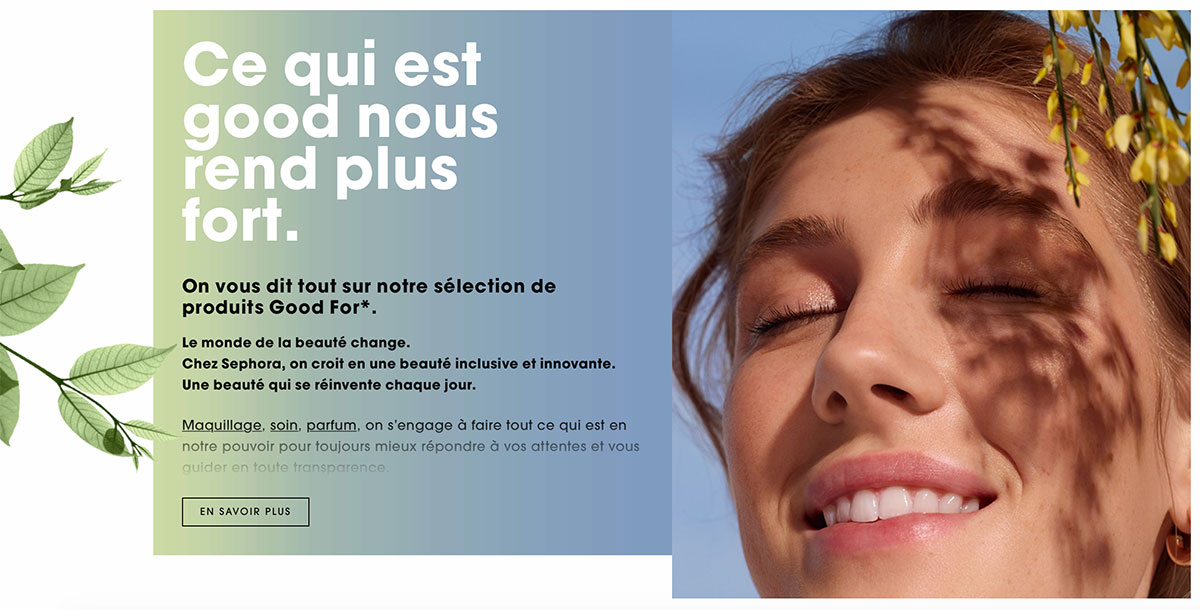 Ce qui est
good nous
rend plus
fort.
On vous dit tout sur notre sélection de
produits Good For*.
Le monde de la beauté change.
Chez Sephora, on croit en une beauté inclusive et innovante.
Une beauté qui se réinvente chaque jour.
Maquillage, soin, parfum, on s’engage à faire tout ce qui est en
notre pouvoir pour toujours mieux répondre à vos attentes et vous
guider en toute transparence.
EN SAVOIR PLUS